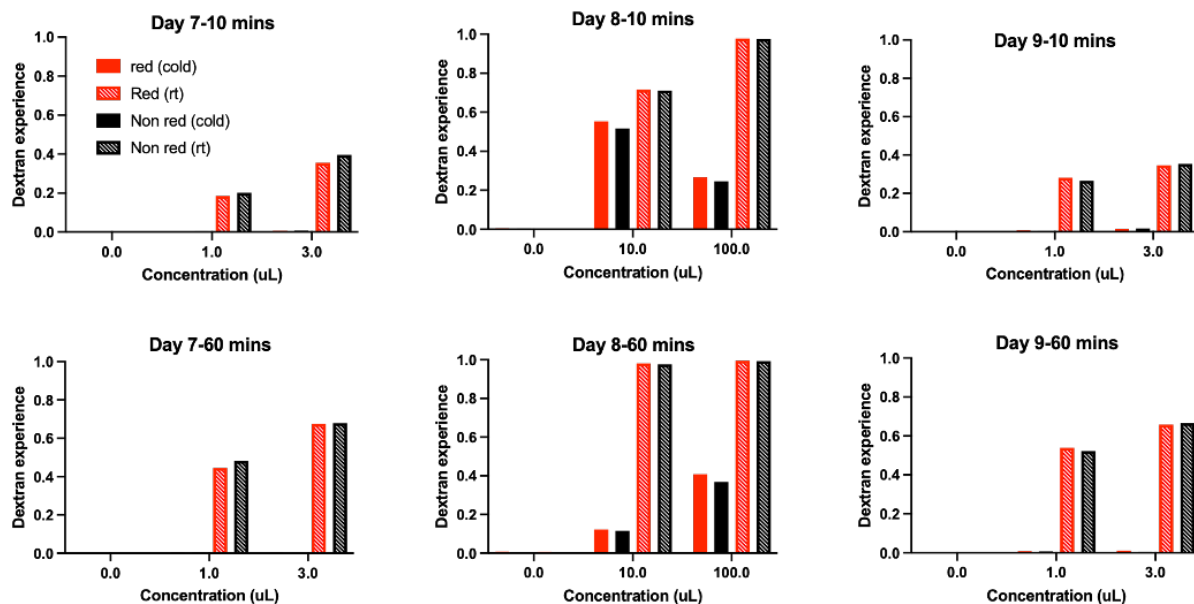 Day 7-10 mins
Dextran experience
1.0
0.8
0.6
0.4
0.2
0.0
red (cold)
Red (rt)
Non red (cold)
Non red (rt)
0.0 1.0 3.0
Concentration (uL)
Day 8-10 mins
Dextran experience
1.0
0.8
0.6
0.4
0.2
0.0
0.0 10.0 100.0
Concentration (uL)
Day 9-10 mins
Dextran experience
1.0
0.8
0.6
0.4
0.2
0.0
0.0 1.0 3.0
Concentration (uL)
Day 7-60 mins
Dextran experience
1.0
0.8
0.6
0.4
0.2
0.0
0.0 1.0 3.0
Concentration (uL)
Day 8-60 mins
Dextran experience
1.0
0.8
0.6
0.4
0.2
0.0
0.0 10.0 100.0
Concentration (uL)
Day 9-60 mins
Dextran experience
1.0
0.8
0.6
0.4
0.2
0.0
0.0 1.0 3.0
Concentration (uL)